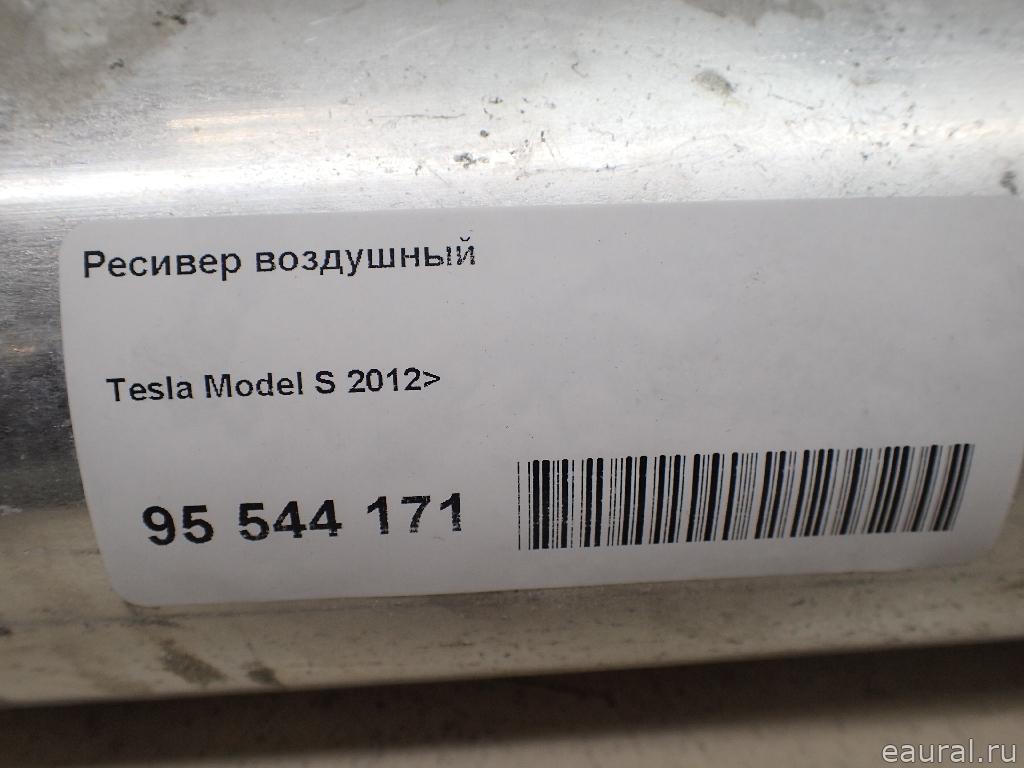 Ресивер воздушный
Tesla Model S 2012>
95 544 171
eaural.ru